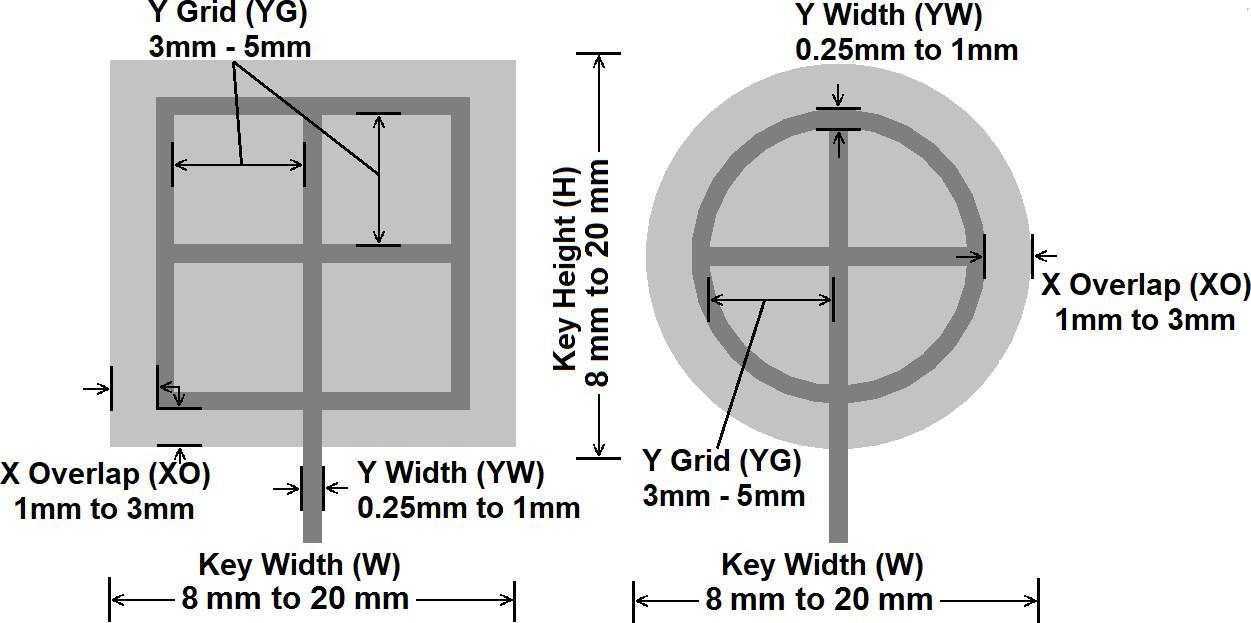 Y Grid (YG)
3mm - 5mm
Y Width (YW)
0.25mm to 1mm
Key Height (H)
8 mm to 20 mm
X Overlap (XO)
1mm to 3mm
X Overlap (XO)
1mm to 3mm
Y Width (YW)
0.25mm to 1mm
Y Grid (YG)
3mm - 5mm
Key Width (W)
8 mm to 20 mm
Key Width (W)
8 mm to 20 mm